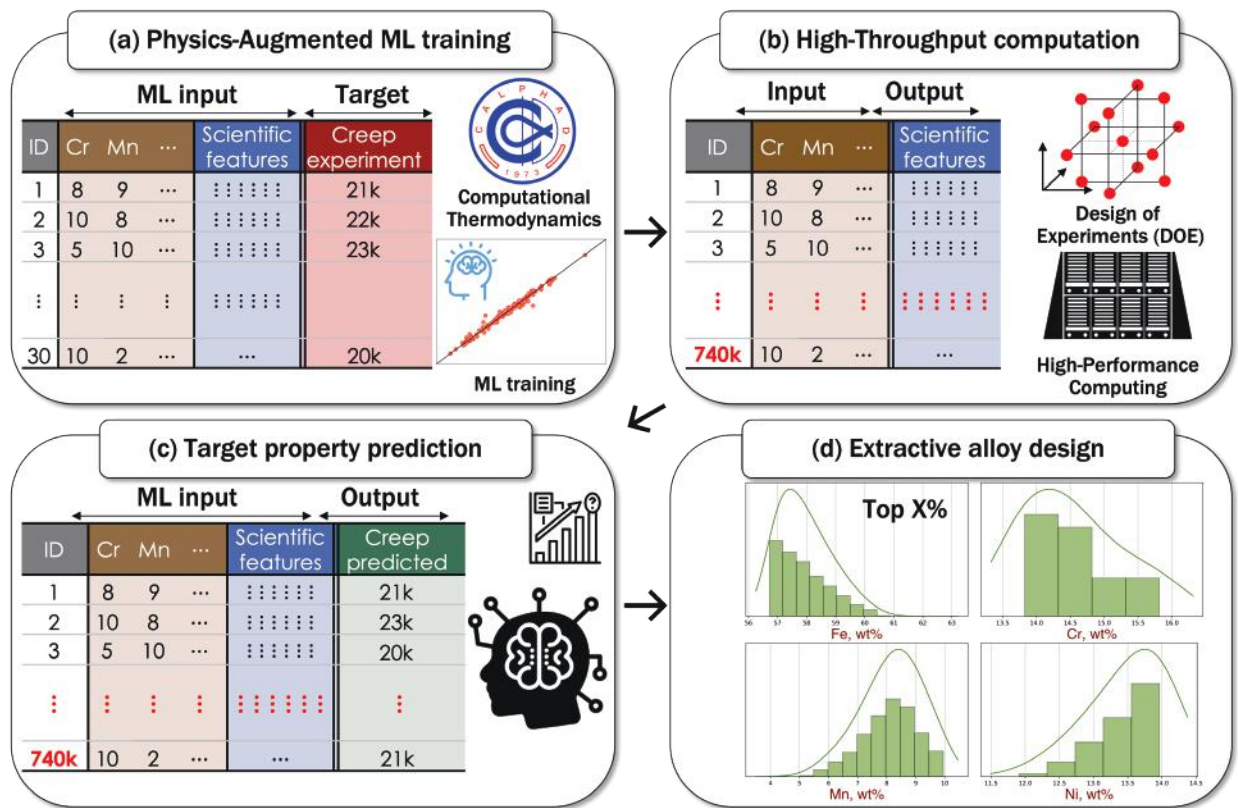 (a) Physics-Augmented ML training
ML input Target
ID Cr Mn ... Scientific features Creep experiment
1 8 9 ... 21k
2 10 8 ... 22k
3 5 10 ... 23k
30 10 2 ... ... 20k
CALPHAD
1973
Computational
Thermodynamics
ML training
(b) High-Throughput computation
Input Output
ID Cr Mn ... Scientific features
1 8 9 ...
2 10 8 ...
3 5 10 ...
740k 10 2 ... ...
Design of
Experiments (DOE)
High-Performance
Computing
(c) Target property prediction
ML input Output
ID Cr Mn ... Scientific features Creep predicted
1 8 9 ... 21k
2 10 8 ... 23k
3 5 10 ... 20k
740k 10 2 ... ... 21k
?
(d) Extractive alloy design
Top X%
56 57 58 59 60 61 62 63
Fe, wt%
13.5 14.0 14.5 15.0 15.5 16.0
Cr, wt%
4 5 6 7 8 9 10
Mn, wt%
11.5 12.0 12.5 13.0 13.5 14.0 14.5
Ni, wt%